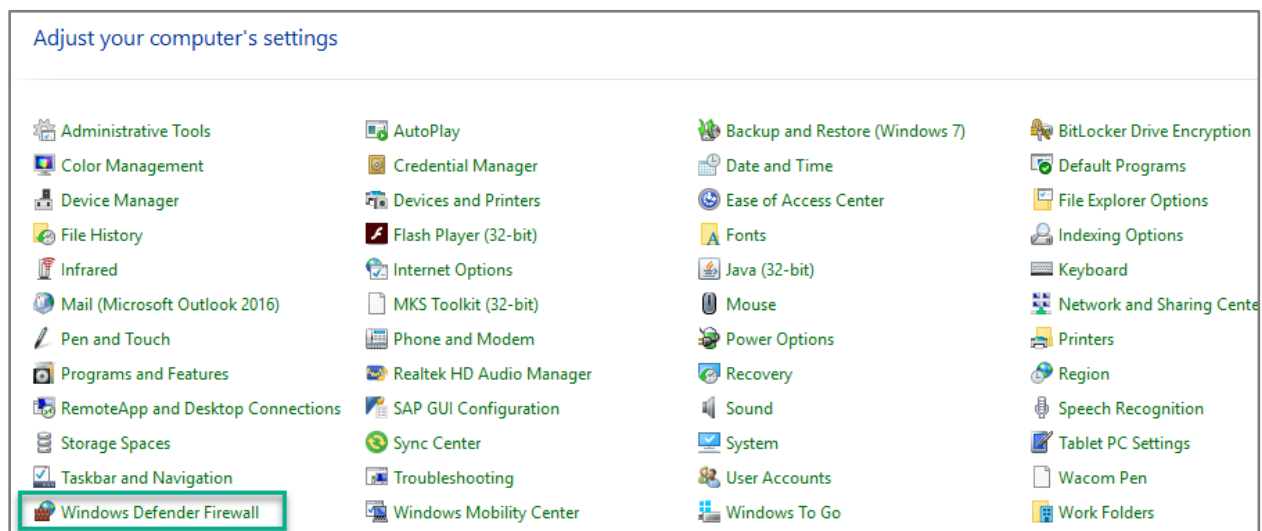 Adjust your computer's settings
Administrative Tools
AutoPlay
Backup and Restore (Windows 7)
BitLocker Drive Encryption
Color Management
Credential Manager
Date and Time
Default Programs
Device Manager
Devices and Printers
Ease of Access Center
File Explorer Options
File History
Flash Player (32-bit)
Fonts
Indexing Options
Infrared
Internet Options
Java (32-bit)
Keyboard
Mail (Microsoft Outlook 2016)
MKS Toolkit (32-bit)
Mouse
Network and Sharing Cente
Pen and Touch
Phone and Modem
Power Options
Printers
Programs and Features
Realtek HD Audio Manager
Recovery
Region
RemoteApp and Desktop Connections
SAP GUI Configuration
Sound
Speech Recognition
Storage Spaces
Sync Center
System
Tablet PC Settings
Taskbar and Navigation
Troubleshooting
User Accounts
Wacom Pen
Windows Defender Firewall
Windows Mobility Center
Windows To Go
Work Folders